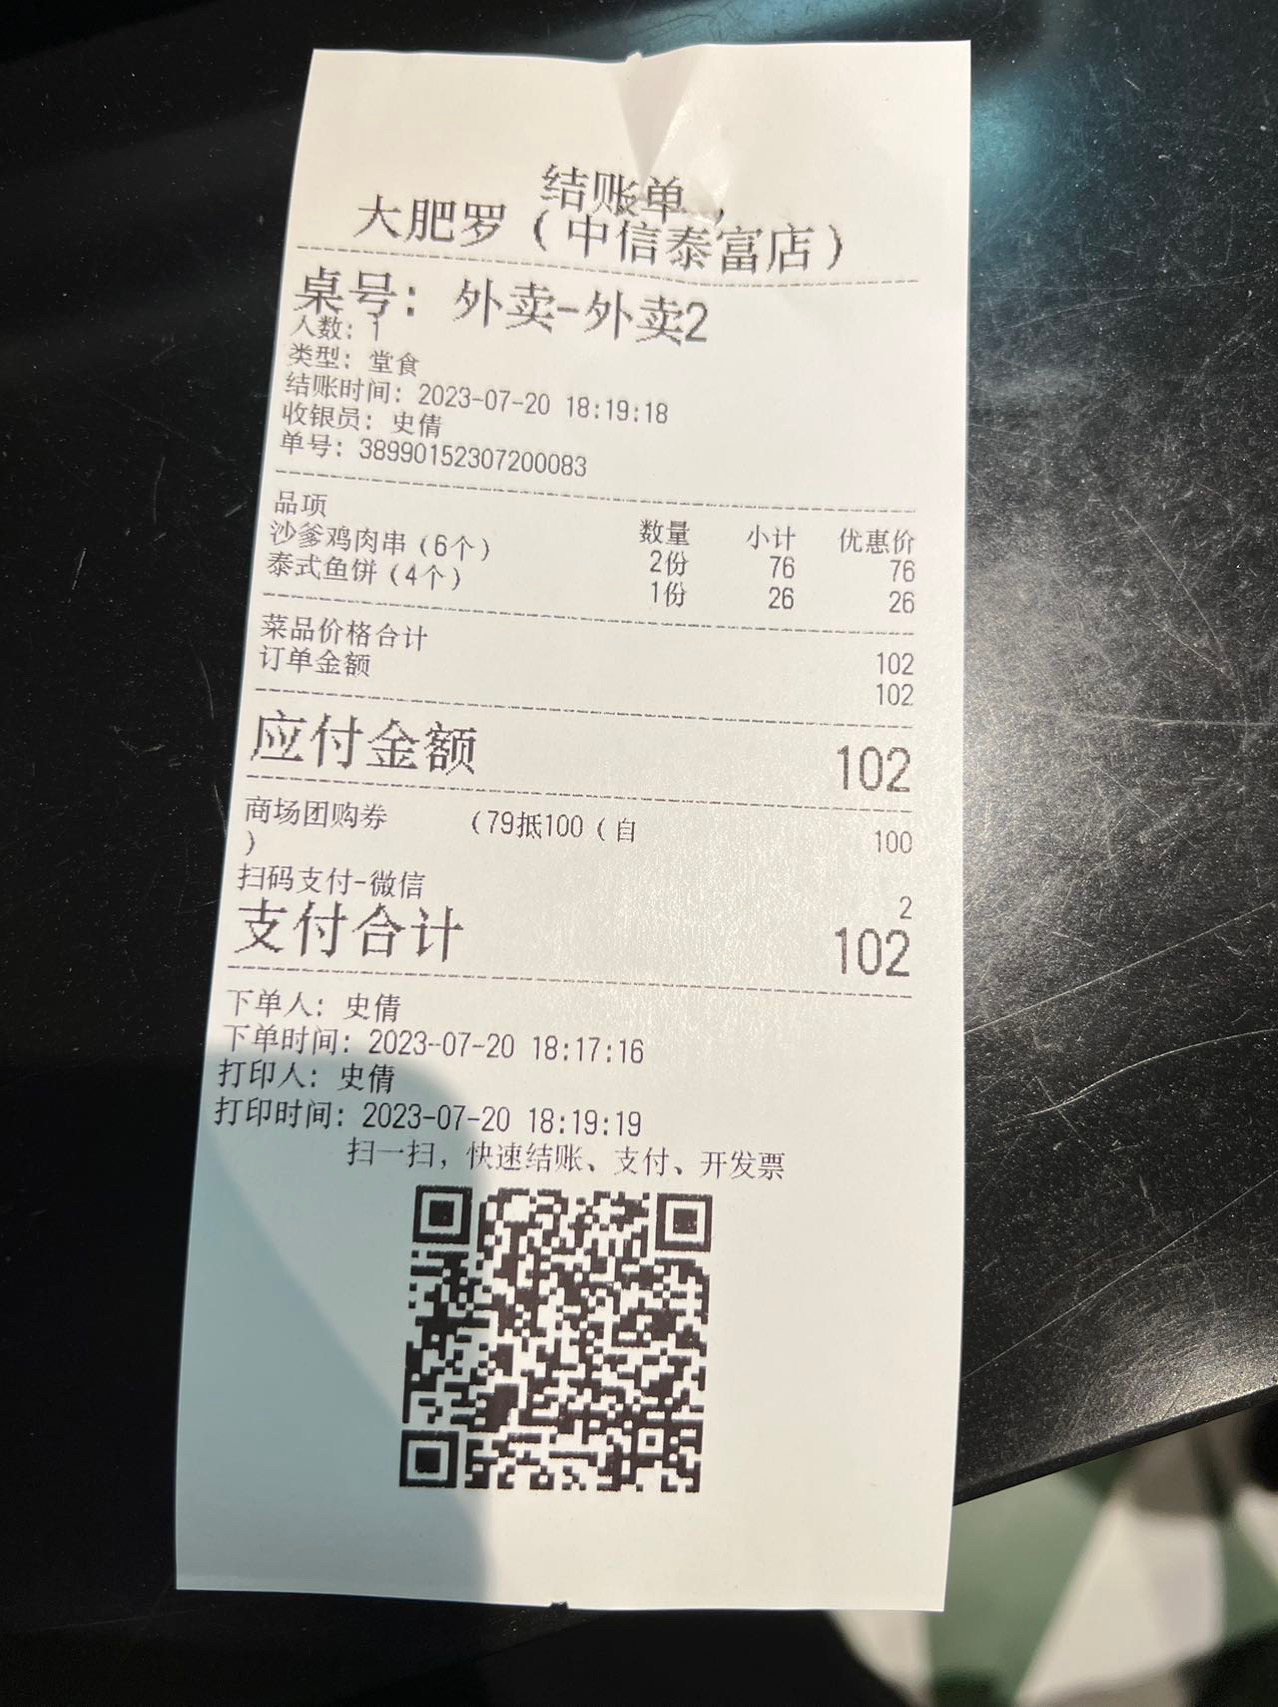 结账单
大肥罗（中信泰富店）
桌号：外卖-外卖2
人数：1
类型：堂食
结账时间：2023-07-20 18:19:18
收银员：史倩
单号：38990152307200083
品项 数量 小计 优惠价
沙爹鸡肉串（6个） 2份 76 76
泰式鱼饼（4个） 1份 26 26
菜品价格合计 102
订单金额 102
应付金额 102
商场团购券 （79抵100（自 100
）
扫码支付-微信 2
支付合计 102
下单人：史倩
下单时间：2023-07-20 18:17:16
打印人：史倩
打印时间：2023-07-20 18:19:19
扫一扫，快速结账、支付、开发票